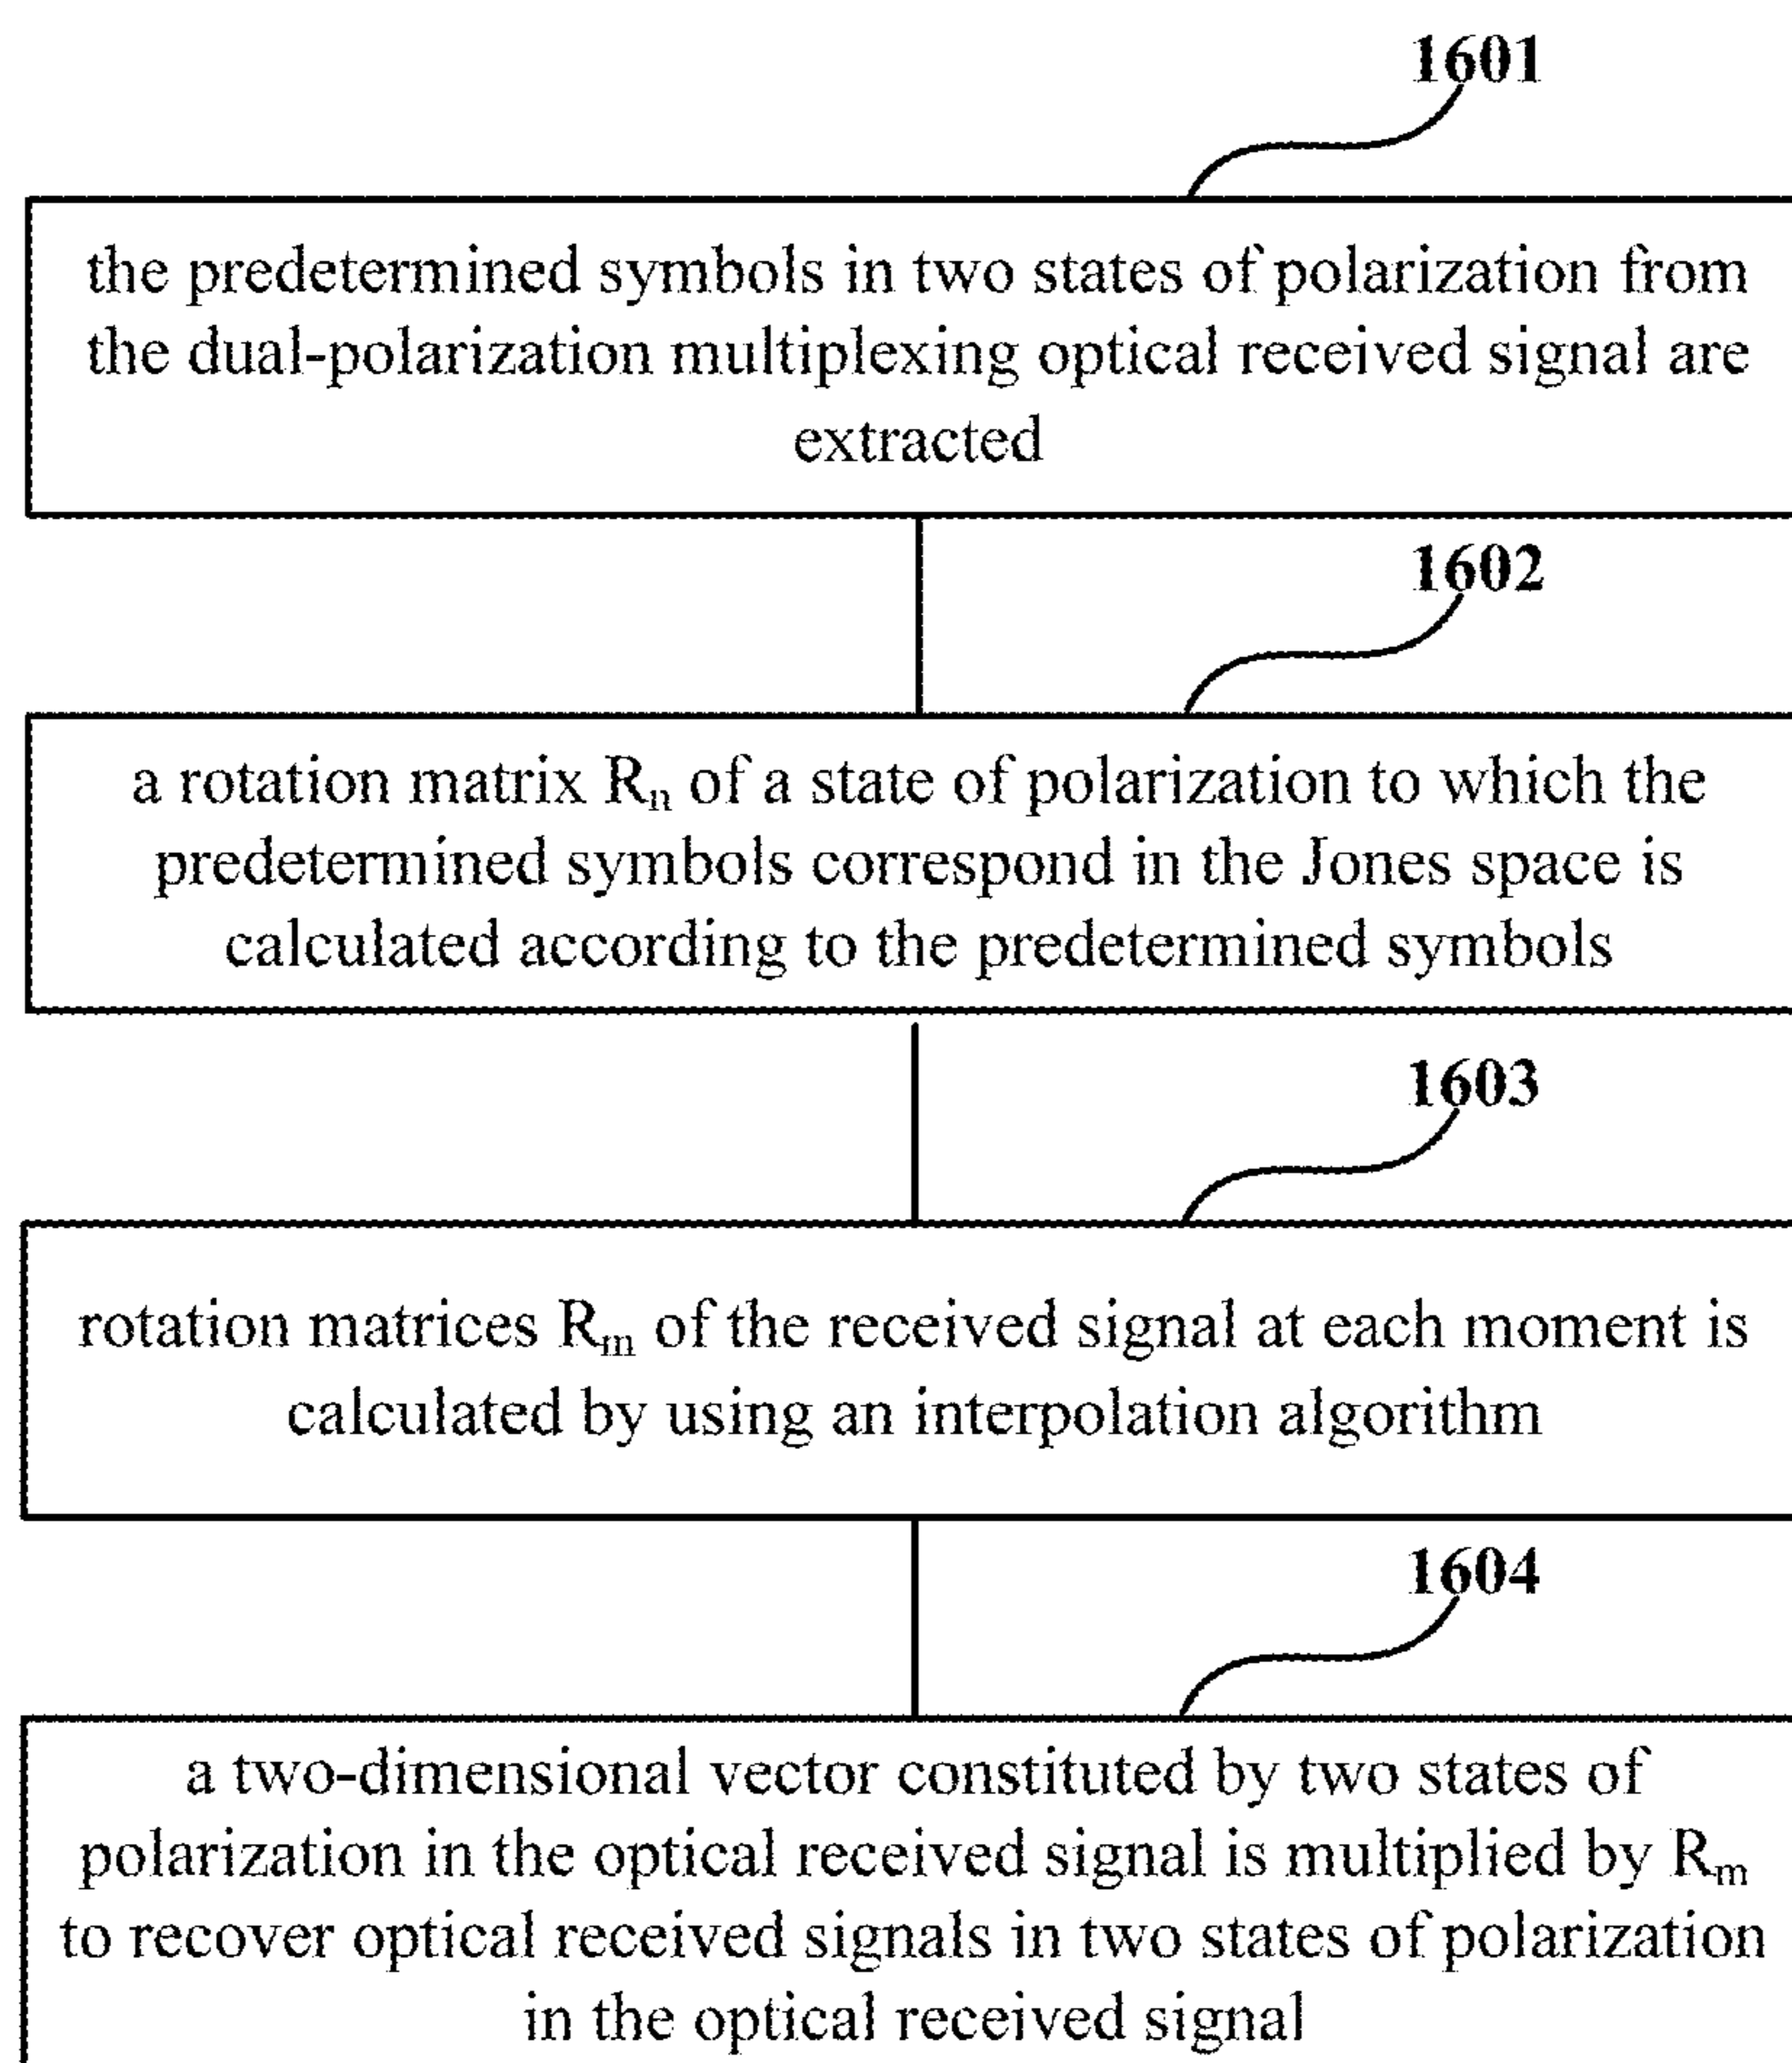 1601
the predetermined symbols in two states of polarization from
the dual-polarization multiplexing optical received signal are
extracted
1602
a rotation matrix Rₙ of a state of polarization to which the
predetermined symbols correspond in the Jones space is
calculated according to the predetermined symbols
1603
rotation matrices Rₘ of the received signal at each moment is
calculated by using an interpolation algorithm
1604
a two-dimensional vector constituted by two states of
polarization in the optical received signal is multiplied by Rₘ
to recover optical received signals in two states of polarization
in the optical received signal